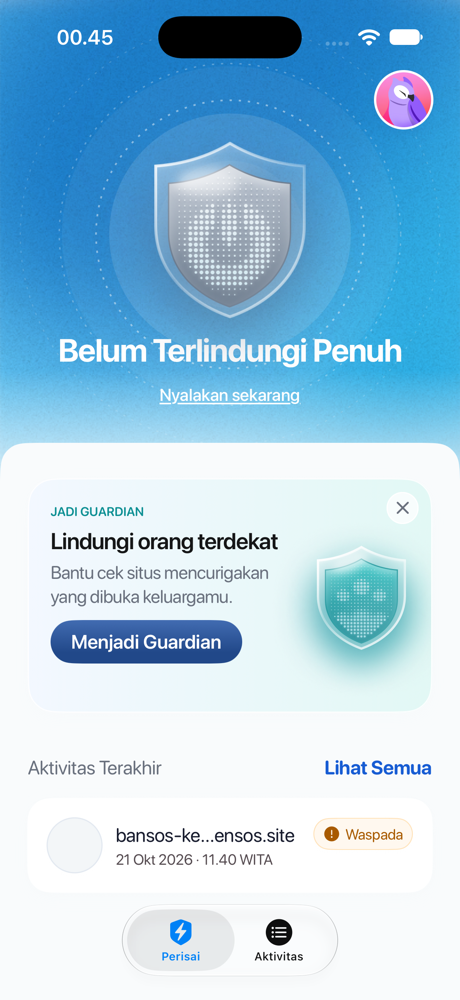 00.45
Belum Terlindungi Penuh
Nyalakan sekarang
JADI GUARDIAN
Lindungi orang terdekat
Bantu cek situs mencurigakan
yang dibuka keluargamu.
Menjadi Guardian
Aktivitas Terakhir
Lihat Semua
bansos-ke...ensos.site
Waspada
21 Okt 2026 · 11.40 WITA
Perisai
Aktivitas